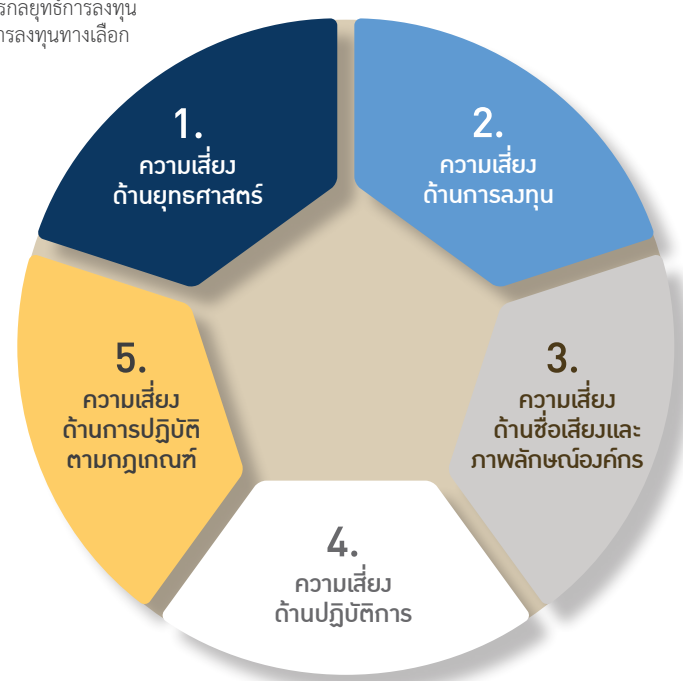 กลยุทธ์การลงทุน
การลงทุนทางเลือก
1.
ความเสี่ยง
ด้านยุทธศาสตร์
2.
ความเสี่ยง
ด้านการลงทุน
3.
ความเสี่ยง
ด้านชื่อเสียงและ
ภาพลักษณ์องค์กร
4.
ความเสี่ยง
ด้านปฏิบัติการ
5.
ความเสี่ยง
ด้านการปฏิบัติ
ตามกฎเกณฑ์